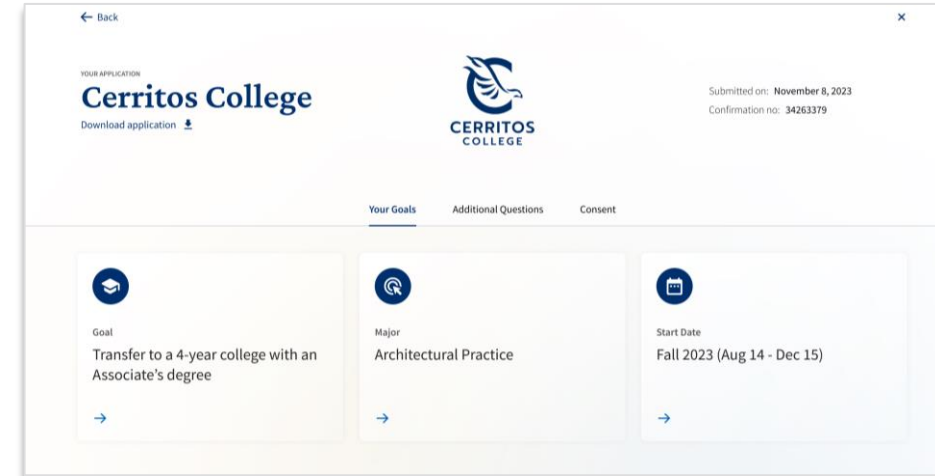 ← Back
×
YOUR APPLICATION
Cerritos College
Download application
CERRITOS
COLLEGE
Submitted on: November 8, 2023
Confirmation no: 34263379
Your Goals
Additional Questions
Consent
Goal
Transfer to a 4-year college with an
Associate's degree
→
Major
Architectural Practice
→
Start Date
Fall 2023 (Aug 14 - Dec 15)
→